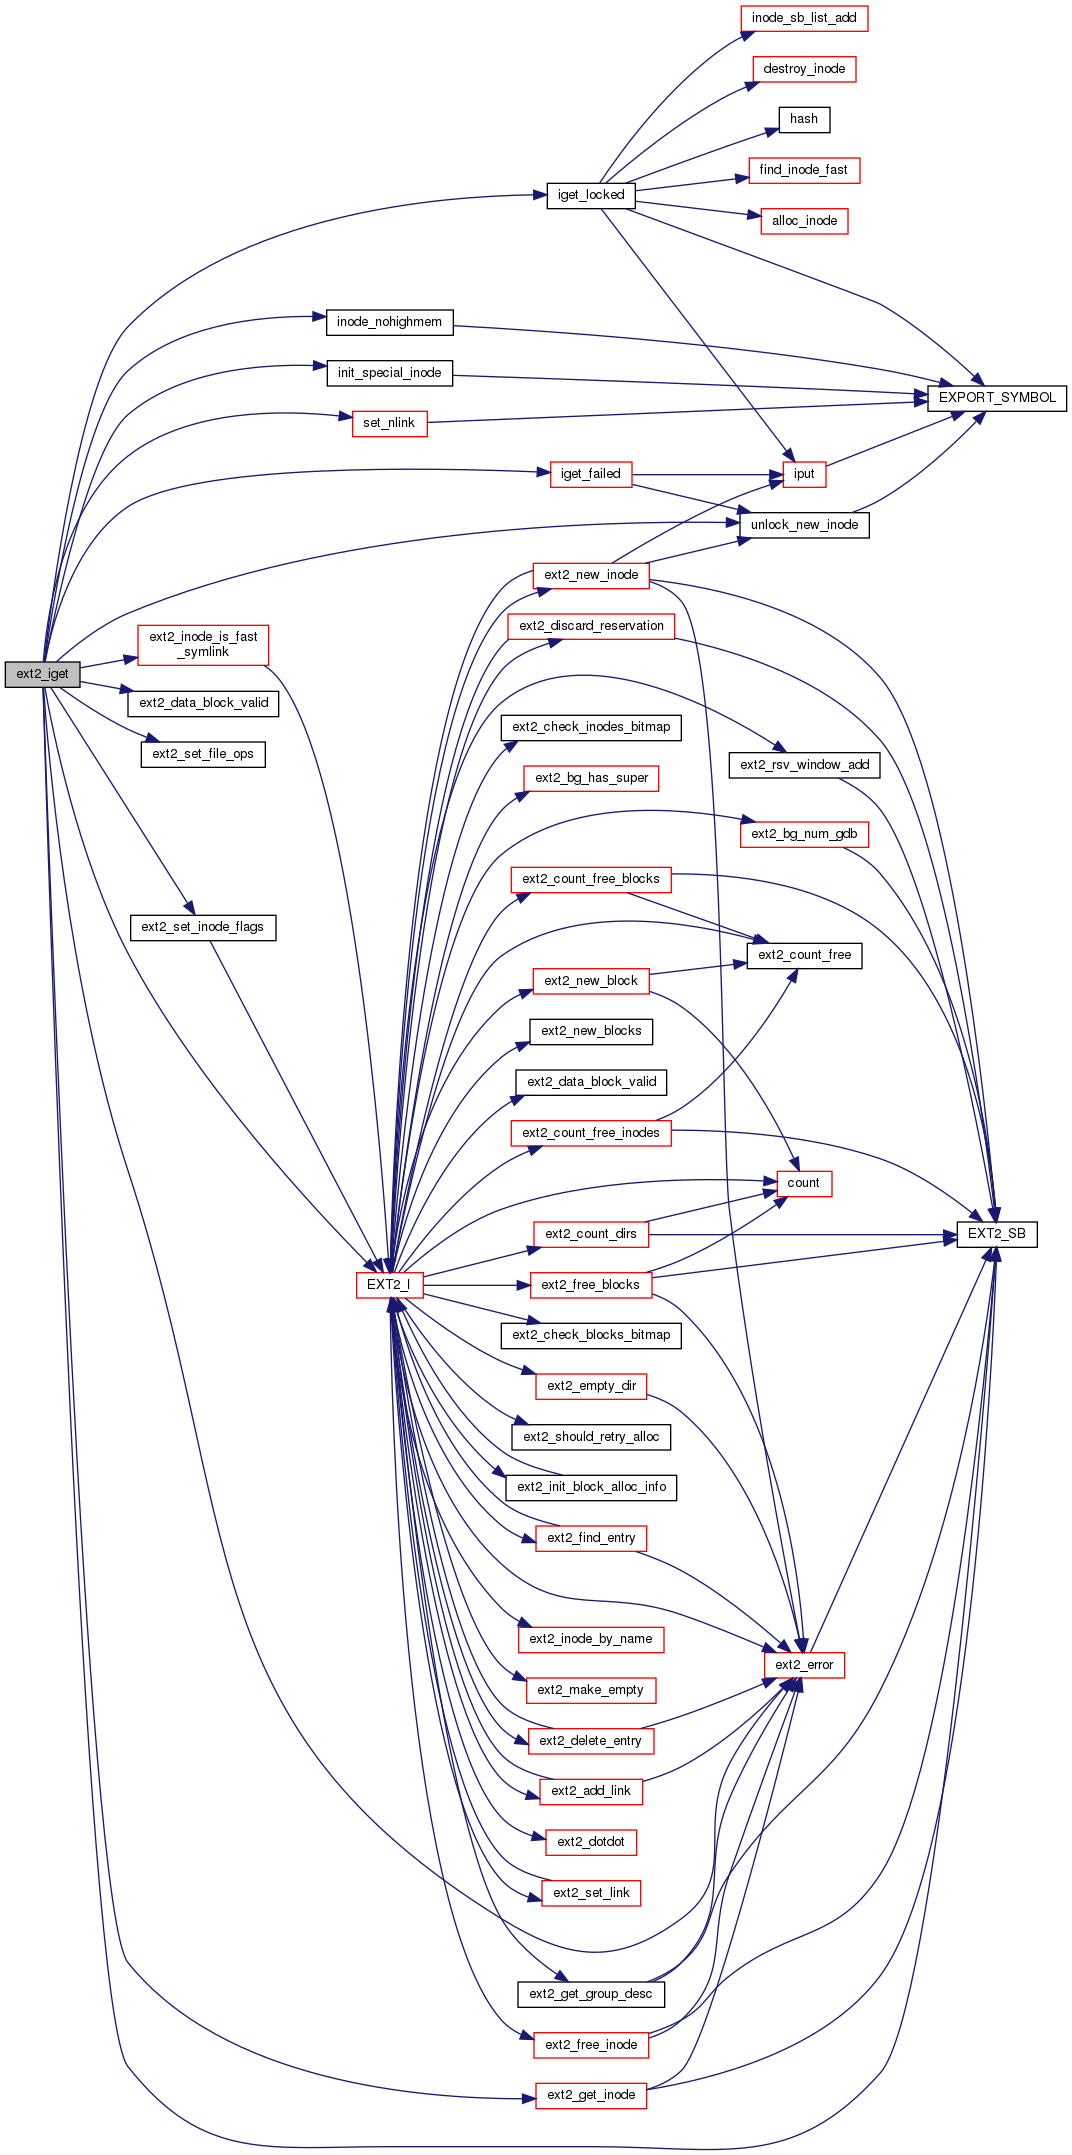 inode_sb_list_add
destroy_inode
hash
find_inode_fast
iget_locked
alloc_inode
inode_nohighmem
init_special_inode
EXPORT_SYMBOL
set_nlink
iget_failed
iput
unlock_new_inode
ext2_new_inode
ext2_discard_reservation
ext2_inode_is_fast
_symlink
ext2_iget
ext2_data_block_valid
ext2_check_inodes_bitmap
ext2_set_file_ops
ext2_rsv_window_add
ext2_bg_has_super
ext2_bg_num_gdb
ext2_count_free_blocks
ext2_set_inode_flags
ext2_count_free
ext2_new_block
ext2_new_blocks
ext2_data_block_valid
ext2_count_free_inodes
count
ext2_count_dirs
EXT2_SB
EXT2_I
ext2_free_blocks
ext2_check_blocks_bitmap
ext2_empty_dir
ext2_should_retry_alloc
ext2_init_block_alloc_info
ext2_find_entry
ext2_inode_by_name
ext2_error
ext2_make_empty
ext2_delete_entry
ext2_add_link
ext2_dotdot
ext2_set_link
ext2_get_group_desc
ext2_free_inode
ext2_get_inode